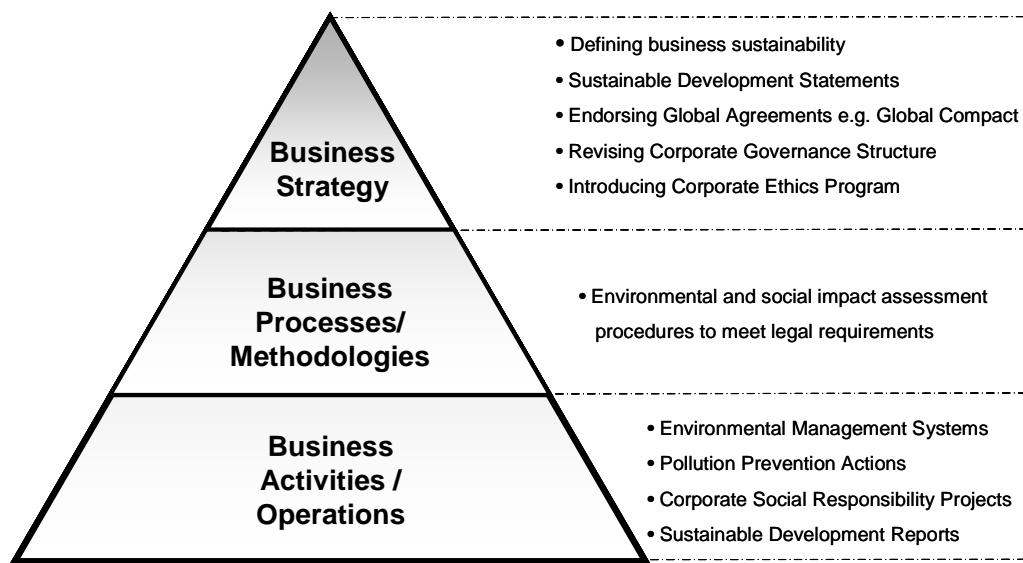 Business
Strategy
• Defining business sustainability
• Sustainable Development Statements
• Endorsing Global Agreements e.g. Global Compact
• Revising Corporate Governance Structure
• Introducing Corporate Ethics Program
Business
Processes/
Methodologies
• Environmental and social impact assessment
procedures to meet legal requirements
Business
Activities /
Operations
• Environmental Management Systems
• Pollution Prevention Actions
• Corporate Social Responsibility Projects
• Sustainable Development Reports